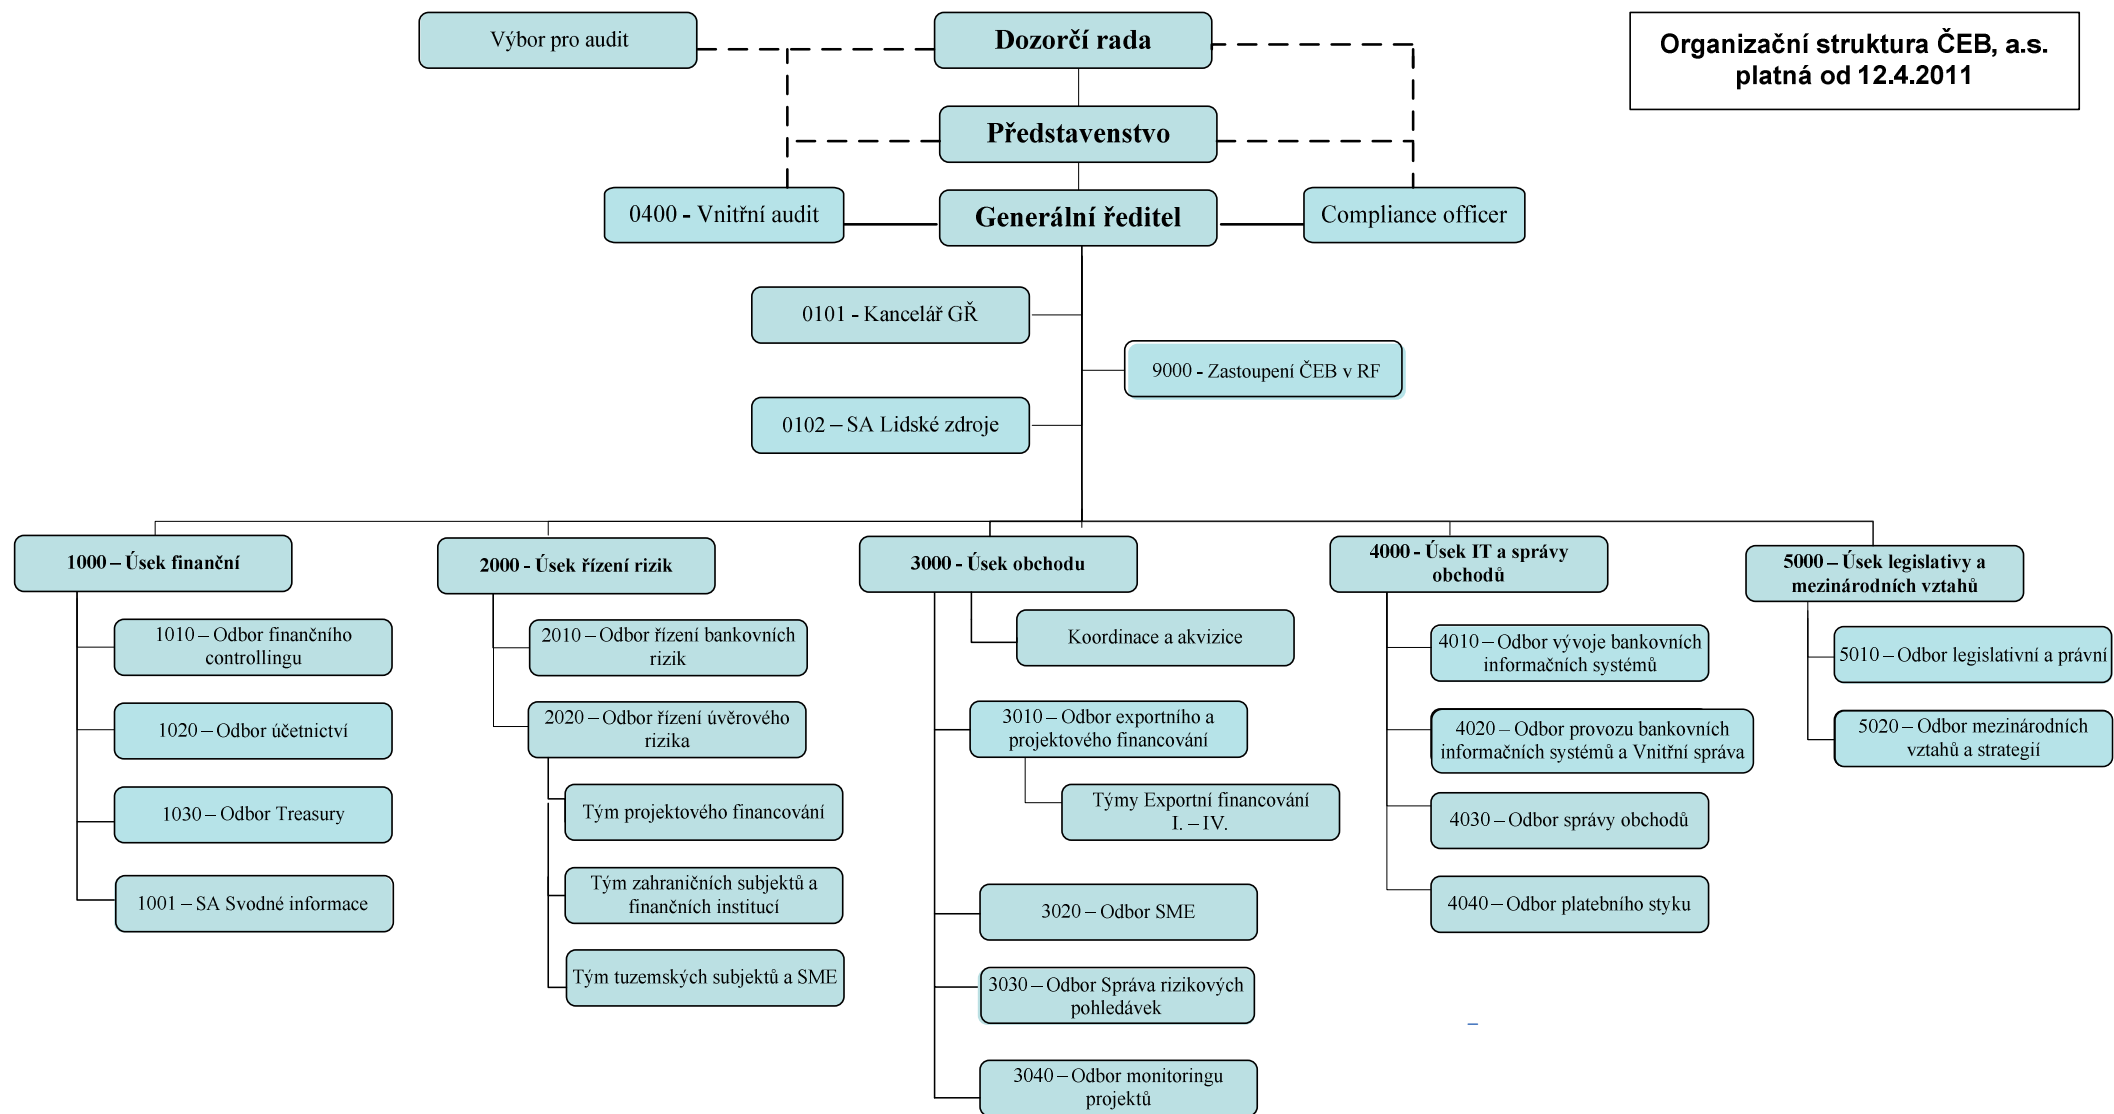 Výbor pro audit
Dozorčí rada
Organizační struktura ČEB, a.s.
platná od 12.4.2011
Představenstvo
0400 - Vnitřní audit
Generální ředitel
Compliance officer
0101 - Kancelář GŘ
9000 - Zastoupení ČEB v RF
0102 – SA Lidské zdroje
1000 – Úsek finanční
1010 – Odbor finančního
controllingu
1020 – Odbor účetnictví
1030 – Odbor Treasury
1001 – SA Svodné informace
2000 - Úsek řízení rizik
2010 – Odbor řízení bankovních
rizik
2020 – Odbor řízení úvěrového
rizika
Tým projektového financování
Tým zahraničních subjektů a
finančních institucí
Tým tuzemských subjektů a SME
3000 - Úsek obchodu
Koordinace a akvizice
3010 – Odbor exportního a
projektového financování
Týmy Exportní financování
I. – IV.
3020 – Odbor SME
3030 – Odbor Správa rizikových
pohledávek
3040 – Odbor monitoringu
projektů
4000 - Úsek IT a správy
obchodů
4010 – Odbor vývoje bankovních
informačních systémů
4020 – Odbor provozu bankovních
informačních systémů a Vnitřní správa
4030 – Odbor správy obchodů
4040 – Odbor platebního styku
5000 – Úsek legislativy a
mezinárodních vztahů
5010 – Odbor legislativní a právní
5020 – Odbor mezinárodních
vztahů a strategií